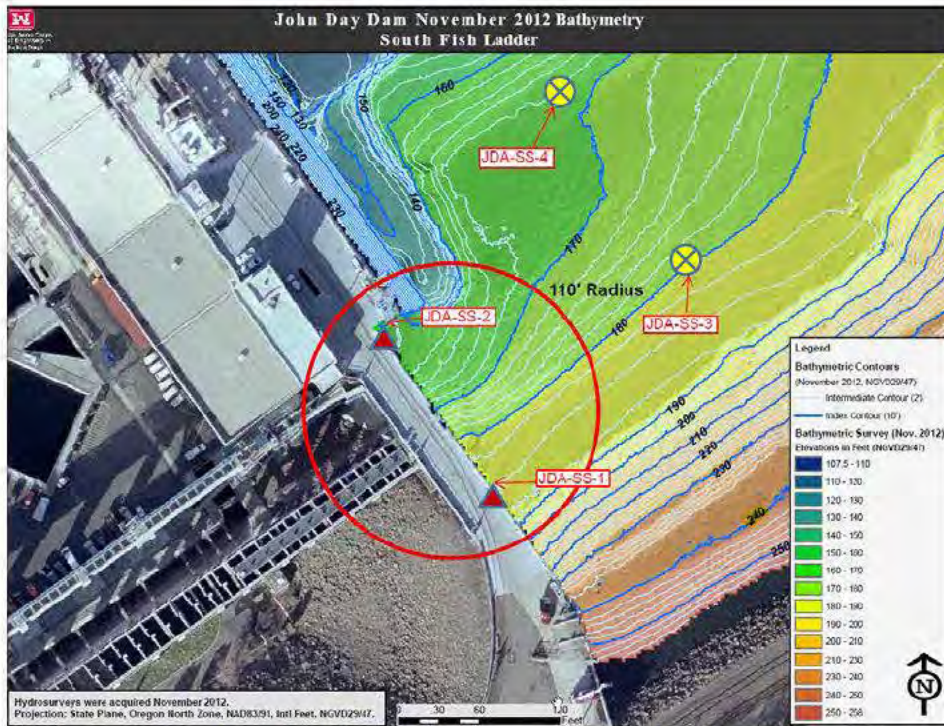 John Day Dam November 2012 Bathymetry
South Fish Ladder
160
150
JDA-SS-4
170
110' Radius
JDA-SS-2
JDA-SS-3
180
JDA-SS-1
190
200
210
220
230
240
250
200
240
220
230
Legend
Bathymetric Contours
(November 2012, NGVD29/47)
Intermediate Contour (2')
Index Contour (10')
Bathymetric Survey (Nov. 2012)
Elevations in Feet (NGVD29/47)
107.5 - 110
110 - 120
120 - 130
130 - 140
140 - 150
150 - 160
160 - 170
170 - 180
180 - 190
190 - 200
200 - 210
210 - 230
230 - 240
240 - 250
250 - 258
N
Hydrosurveys were acquired November 2012.
Projection: State Plane, Oregon North Zone, NAD83/91, Intl Feet, NGVD29/47.
30
60
Feet